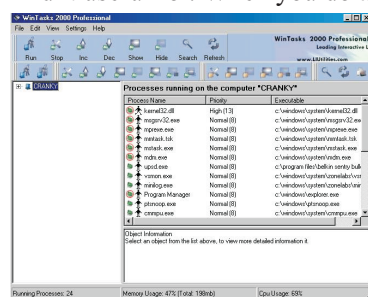 WinTasks 2000 Professional
File Edit View Settings Help
Run Stop Inc Dec Show Hide Search Refresh
WinTasks 2000 Professional
Leading Interactive
www.LIUtilities.com
CRANKY
Processes running on the computer "CRANKY"
Process Name Priority Executable
kernel32.dll High (13) c:\windows\system\kernel32.dll
msgsrv32.exe Normal (8) c:\windows\system\msgsrv32.ex
mprexe.exe Normal (8) c:\windows\system\mprexe.exe
mmtask.tsk Normal (8) c:\windows\system\mmtask.tsk
mstask.exe Normal (8) c:\windows\system\mstask.exe
mdm.exe Normal (8) c:\windows\system\mdm.exe
upsd.exe Normal (8) c:\program files\belkin sentry bulk
vsmon.exe Normal (8) c:\windows\system\zonelabs\vsr
minilog.exe Normal (8) c:\windows\system\zonelabs\mir
Program Manager Normal (8) c:\windows\explorer.exe
ptsnoop.exe Normal (8) c:\windows\ptsnoop.exe
cmmpu.exe Normal (8) c:\windows\system\cmmpu.exe
Object Information
Select an object from the list above, to view more detailed information it.
Running Processes: 24 Memory Usage: 47% (Total: 198mb) Cpu Usage: 69%